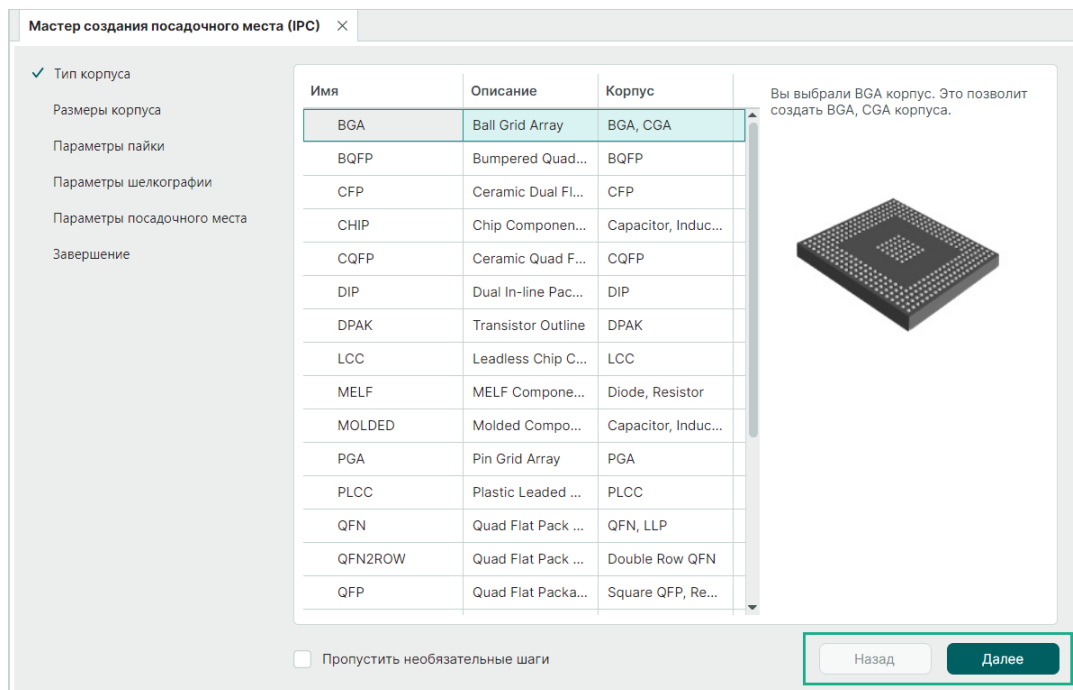 Мастер создания посадочного места (IPC)
Тип корпуса
Размеры корпуса
Параметры пайки
Параметры шелкографии
Параметры посадочного места
Завершение
Имя Описание Корпус
BGA Ball Grid Array BGA, CGA
BQFP Bumpered Quad... BQFP
CFP Ceramic Dual Fl... CFP
CHIP Chip Componen... Capacitor, Induc...
CQFP Ceramic Quad F... CQFP
DIP Dual In-line Pac... DIP
DPAK Transistor Outline DPAK
LCC Leadless Chip C... LCC
MELF MELF Compone... Diode, Resistor
MOLDED Molded Compo... Capacitor, Induc...
PGA Pin Grid Array PGA
PLCC Plastic Leaded ... PLCC
QFN Quad Flat Pack ... QFN, LLP
QFN2ROW Quad Flat Pack ... Double Row QFN
QFP Quad Flat Packa... Square QFP, Re...
Вы выбрали BGA корпус. Это позволит
создать BGA, CGA корпуса.
Пропустить необязательные шаги
Назад Далее